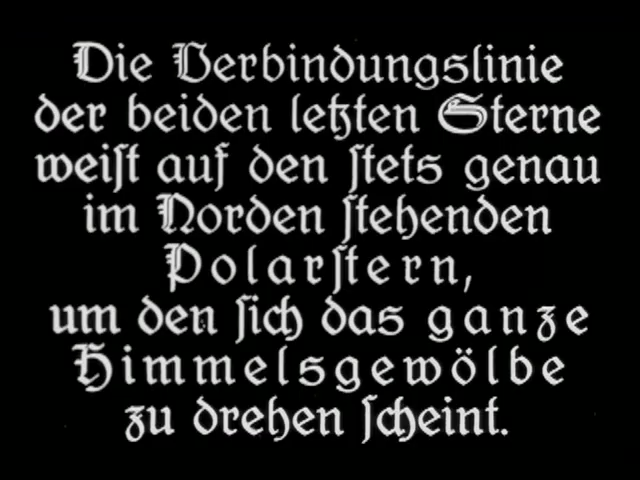 Die Verbindungslinie
der beiden letzten Sterne
weiſt auf den ſtets genau
im Norden ſtehenden
Polarſtern,
um den ſich das ganze
Himmelsgewölbe
zu drehen ſcheint.